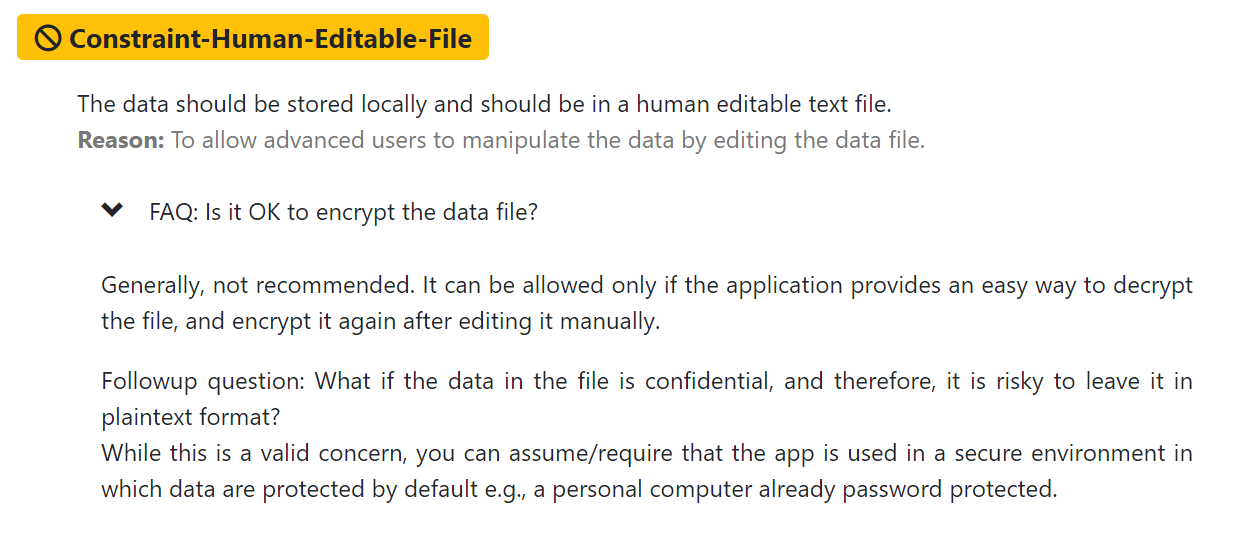 Constraint-Human-Editable-File
The data should be stored locally and should be in a human editable text file.
Reason: To allow advanced users to manipulate the data by editing the data file.
FAQ: Is it OK to encrypt the data file?
Generally, not recommended. It can be allowed only if the application provides an easy way to decrypt
the file, and encrypt it again after editing it manually.
Followup question: What if the data in the file is confidential, and therefore, it is risky to leave it in
plaintext format?
While this is a valid concern, you can assume/require that the app is used in a secure environment in
which data are protected by default e.g., a personal computer already password protected.